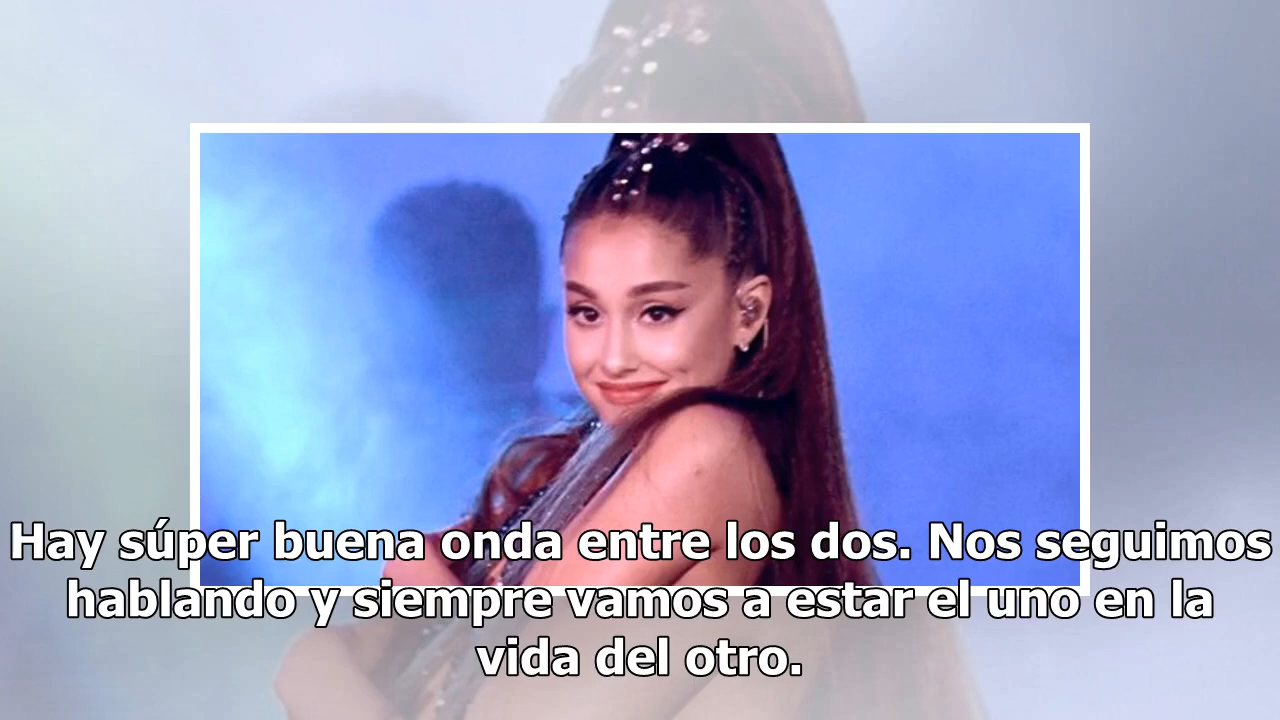 Hay súper buena onda entre los dos. Nos seguimos
hablando y siempre vamos a estar el uno en la
vida del otro.